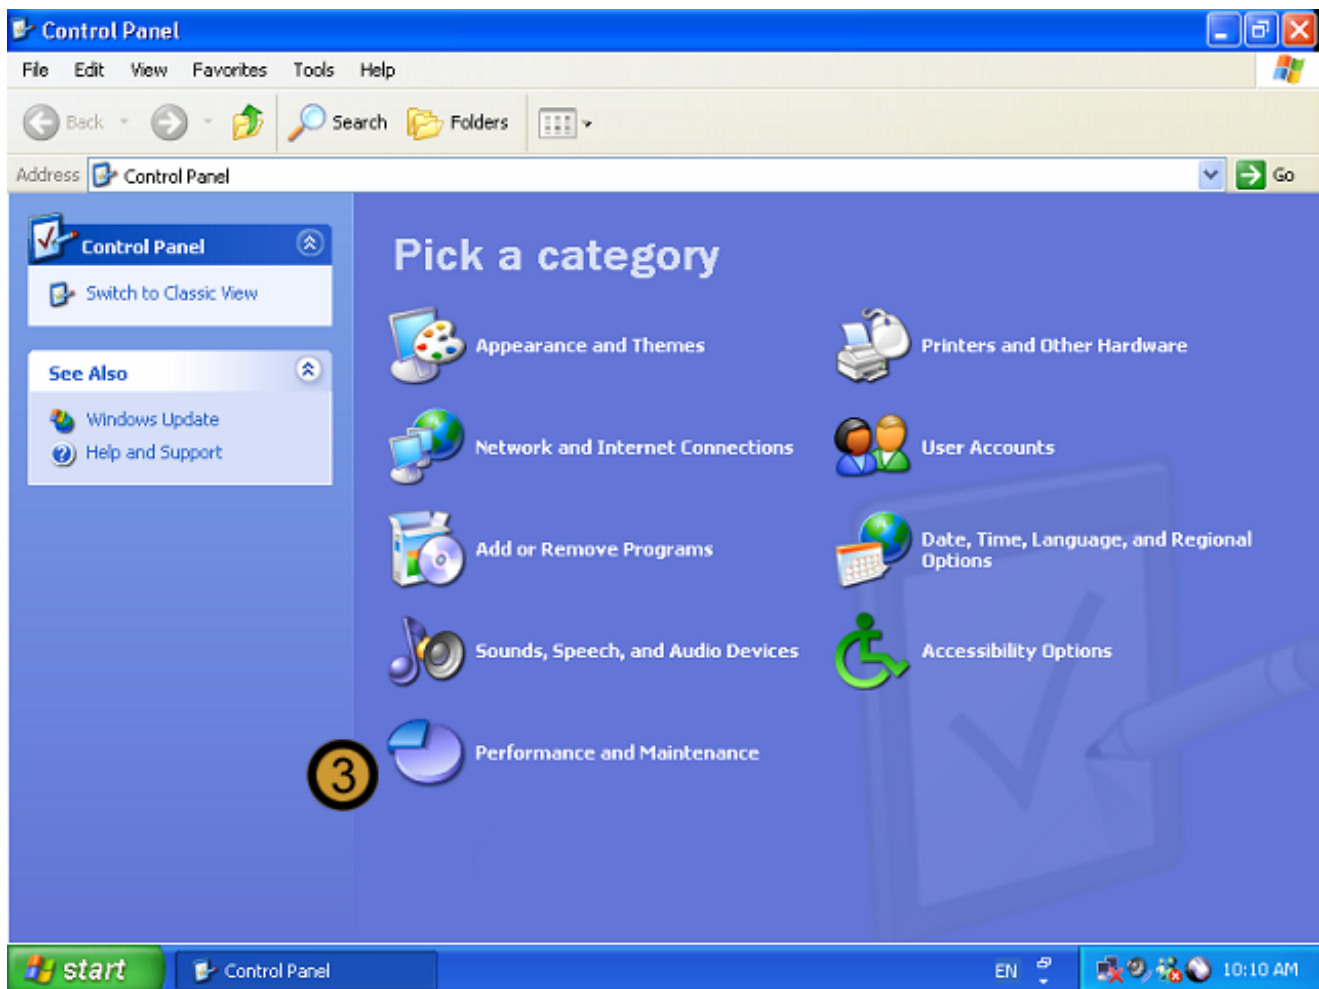 Control Panel
File Edit View Favorites Tools Help
Back Search Folders
Address Control Panel Go
Control Panel
Switch to Classic View
See Also
Windows Update
Help and Support
Pick a category
Appearance and Themes
Printers and Other Hardware
Network and Internet Connections
User Accounts
Add or Remove Programs
Date, Time, Language, and Regional
Options
Sounds, Speech, and Audio Devices
Accessibility Options
3
Performance and Maintenance
start Control Panel EN 10:10 AM